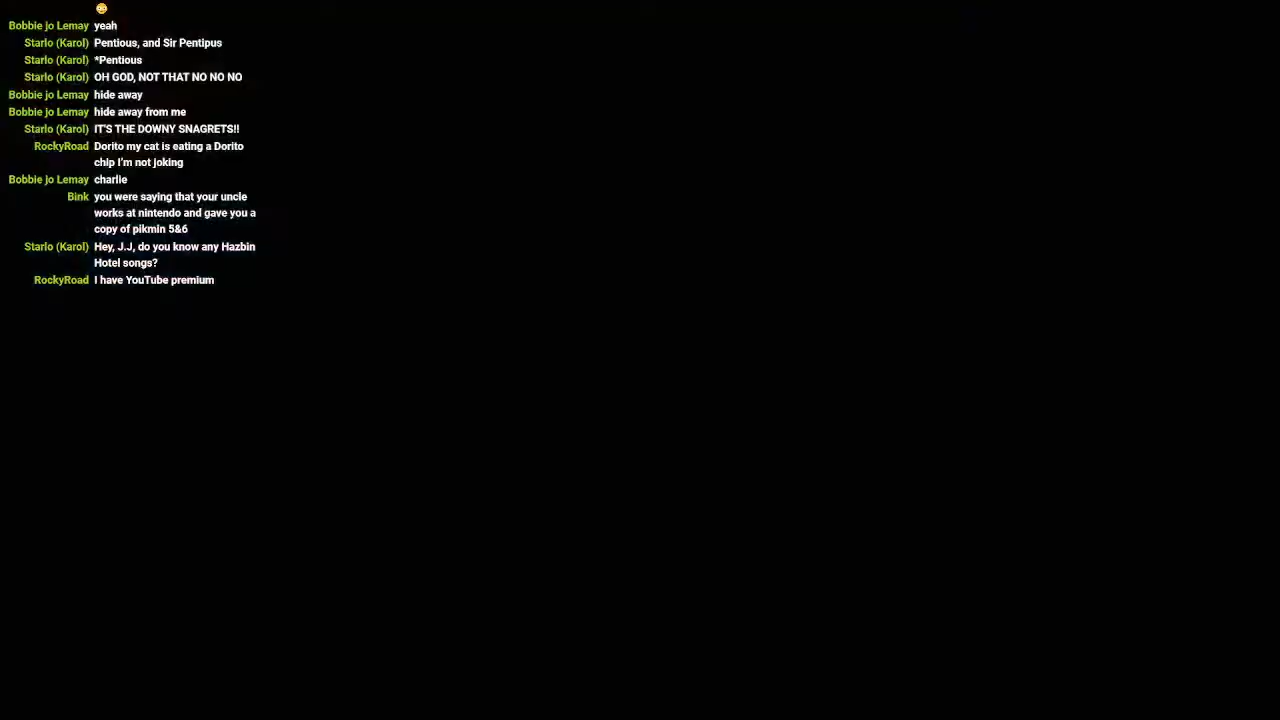 😳
Bobbie jo Lemay yeah
Starlo (Karol) Pentious, and Sir Pentipus
Starlo (Karol) *Pentious
Starlo (Karol) OH GOD, NOT THAT NO NO NO
Bobbie jo Lemay hide away
Bobbie jo Lemay hide away from me
Starlo (Karol) IT'S THE DOWNY SNAGRETS!!
RockyRoad Dorito my cat is eating a Dorito
chip I'm not joking
Bobbie jo Lemay charlie
Bink you were saying that your uncle
works at nintendo and gave you a
copy of pikmin 5&6
Starlo (Karol) Hey, J.J, do you know any Hazbin
Hotel songs?
RockyRoad I have YouTube premium